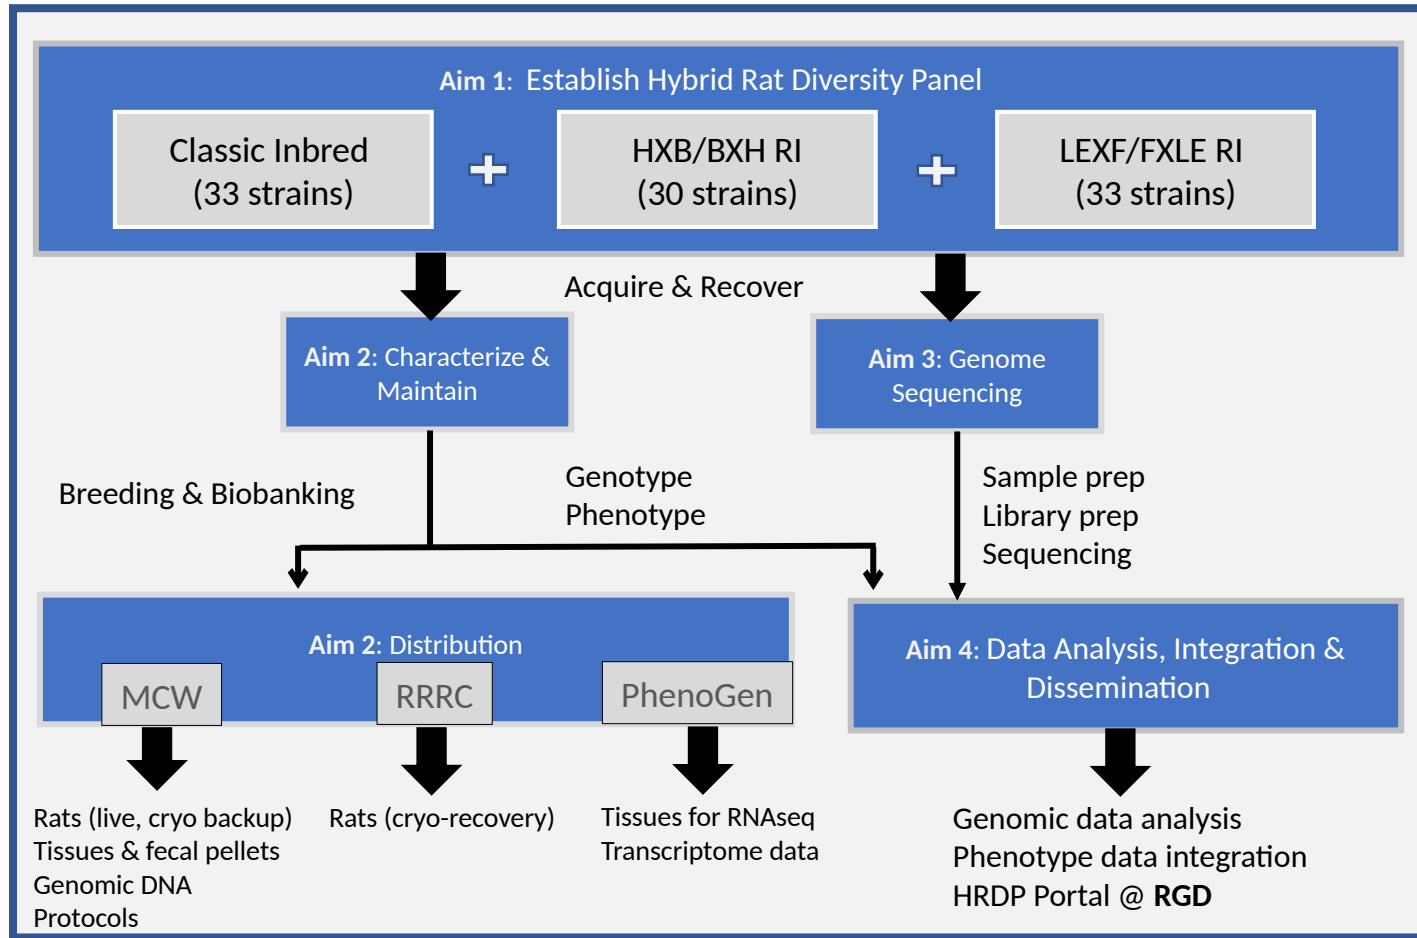 Aim 1: Establish Hybrid Rat Diversity Panel
Classic Inbred
(33 strains)
HXB/BXH RI
(30 strains)
LEXF/FXLE RI
(33 strains)
Acquire & Recover
Aim 2: Characterize &
Maintain
Aim 3: Genome
Sequencing
Breeding & Biobanking
Genotype
Phenotype
Sample prep
Library prep
Sequencing
Aim 2: Distribution
MCW
RRRC
PhenoGen
Aim 4: Data Analysis, Integration &
Dissemination
Rats (live, cryo backup)
Tissues & fecal pellets
Genomic DNA
Protocols
Rats (cryo-recovery)
Tissues for RNAseq
Transcriptome data
Genomic data analysis
Phenotype data integration
HRDP Portal @ RGD